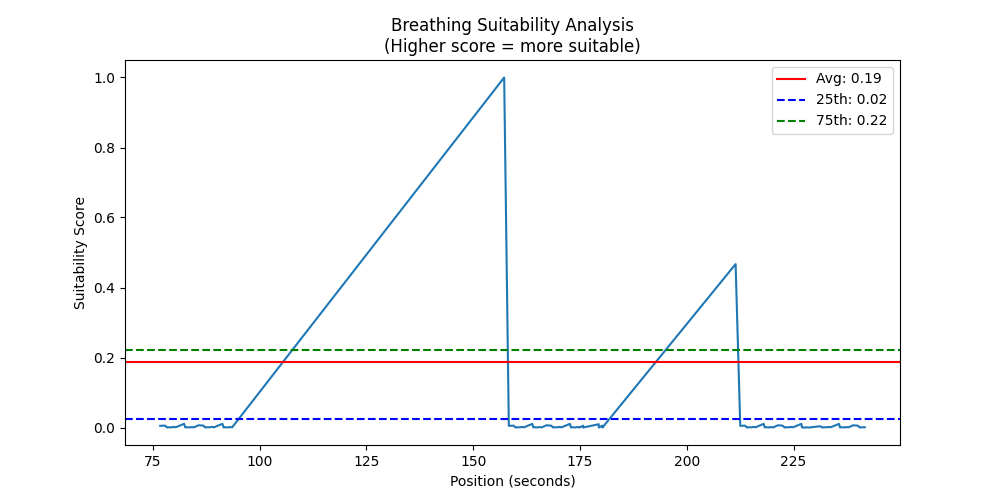 Breathing Suitability Analysis
(Higher score = more suitable)
Avg: 0.19
25th: 0.02
75th: 0.22
Suitability Score
1.0
0.8
0.6
0.4
0.2
0.0
75 100 125 150 175 200 225
Position (seconds)